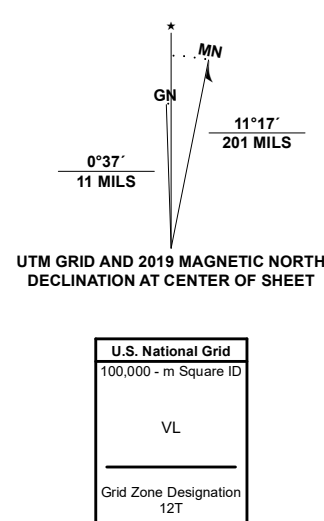 MN
GN
11°17´
201 MILS
0°37´
11 MILS
UTM GRID AND 2019 MAGNETIC NORTH
DECLINATION AT CENTER OF SHEET
U.S. National Grid
100,000 - m Square ID
VL
Grid Zone Designation
12T